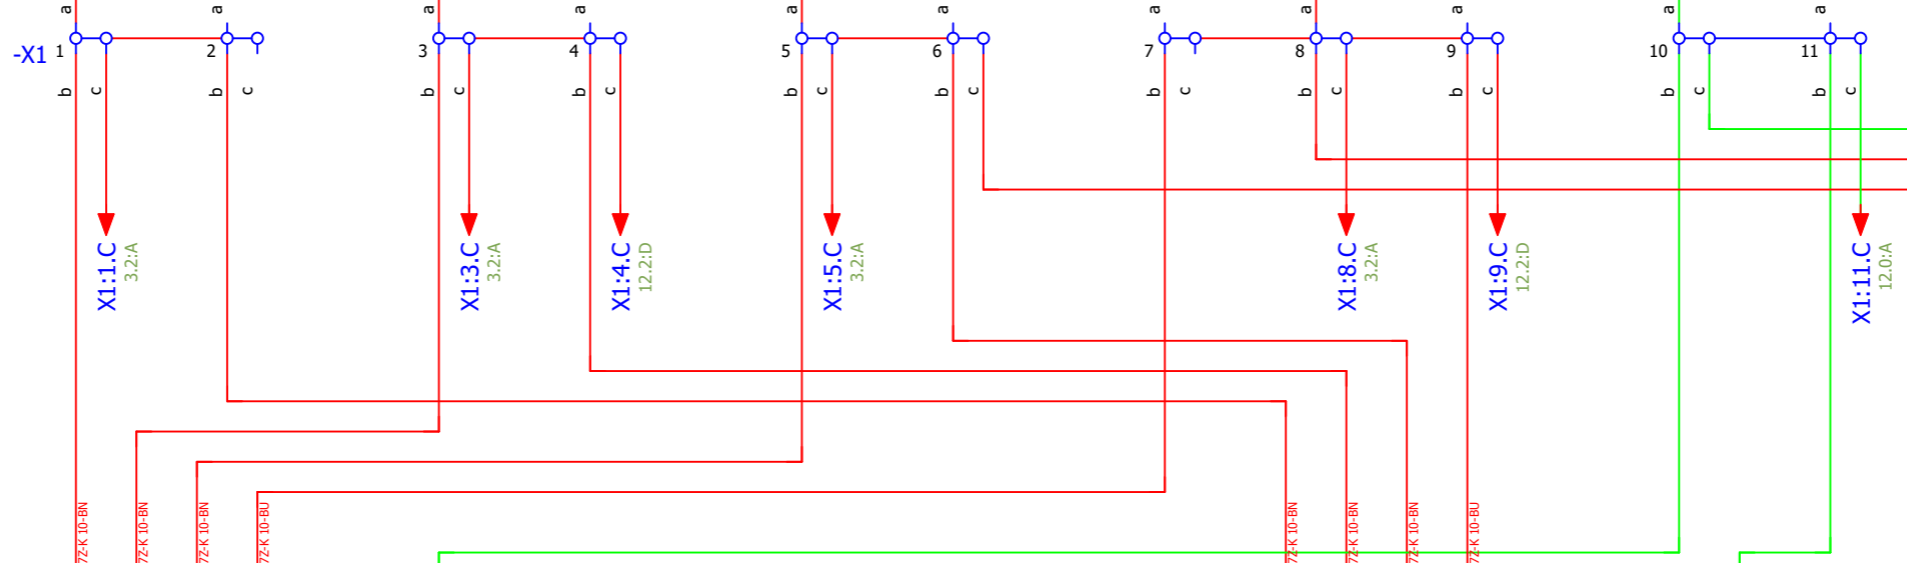 a a a a a a a a a a a
-X1 1 2 3 4 5 6 7 8 9 10 11
b c b c b c b c b c b c b c b c b c b c b c
X1:1.C 3.2:A
X1:3.C 3.2:A
X1:4.C 12.2:D
X1:5.C 3.2:A
X1:8.C 3.2:A
X1:9.C 12.2:D
X1:11.C 12.0:A
7Z-K 10-BN
7Z-K 10-BN
7Z-K 10-BN
7Z-K 10-BU
7Z-K 10-BN
7Z-K 10-BN
7Z-K 10-BN
7Z-K 10-BU